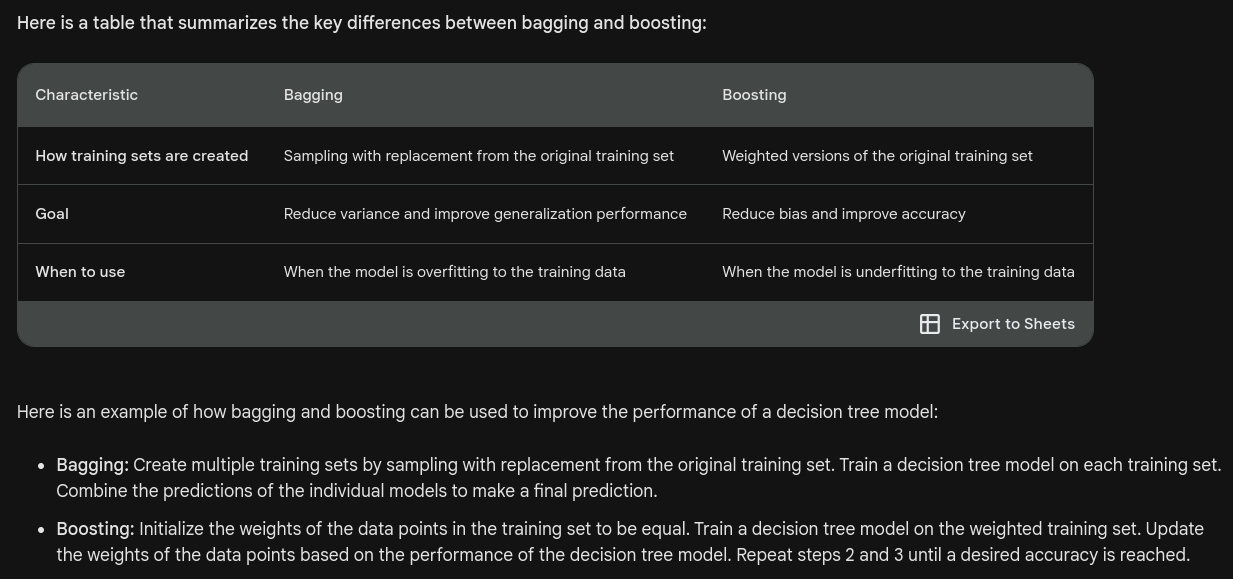 Here is a table that summarizes the key differences between bagging and boosting:
Characteristic Bagging Boosting
How training sets are created Sampling with replacement from the original training set Weighted versions of the original training set
Goal Reduce variance and improve generalization performance Reduce bias and improve accuracy
When to use When the model is overfitting to the training data When the model is underfitting to the training data
Export to Sheets
Here is an example of how bagging and boosting can be used to improve the performance of a decision tree model:
• Bagging: Create multiple training sets by sampling with replacement from the original training set. Train a decision tree model on each training set.
Combine the predictions of the individual models to make a final prediction.
• Boosting: Initialize the weights of the data points in the training set to be equal. Train a decision tree model on the weighted training set. Update
the weights of the data points based on the performance of the decision tree model. Repeat steps 2 and 3 until a desired accuracy is reached.